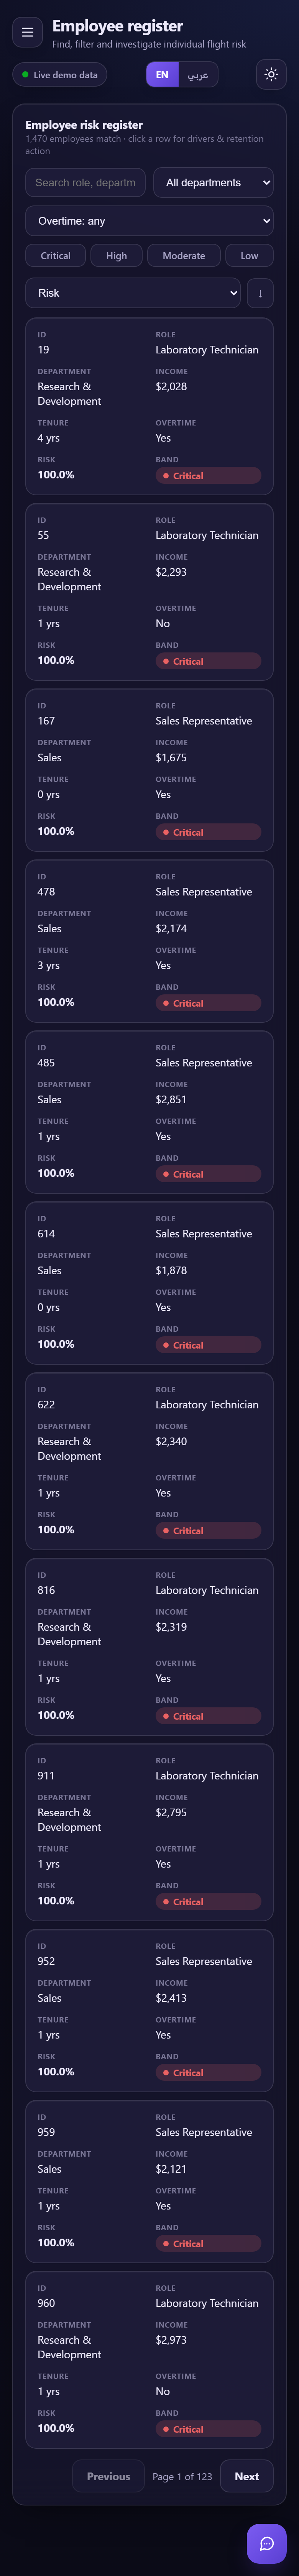 Employee register
Find, filter and investigate individual flight risk
Live demo data
EN
عربي
Employee risk register
1,470 employees match · click a row for drivers & retention
action
Search role, departm
All departments
Overtime: any
Critical
High
Moderate
Low
Risk
↓
ID ROLE
19 Laboratory Technician
DEPARTMENT INCOME
Research & $2,028
Development
TENURE OVERTIME
4 yrs Yes
RISK BAND
100.0% Critical
ID ROLE
55 Laboratory Technician
DEPARTMENT INCOME
Research & $2,293
Development
TENURE OVERTIME
1 yrs No
RISK BAND
100.0% Critical
ID ROLE
167 Sales Representative
DEPARTMENT INCOME
Sales $1,675
TENURE OVERTIME
0 yrs Yes
RISK BAND
100.0% Critical
ID ROLE
478 Sales Representative
DEPARTMENT INCOME
Sales $2,174
TENURE OVERTIME
3 yrs Yes
RISK BAND
100.0% Critical
ID ROLE
485 Sales Representative
DEPARTMENT INCOME
Sales $2,851
TENURE OVERTIME
1 yrs Yes
RISK BAND
100.0% Critical
ID ROLE
614 Sales Representative
DEPARTMENT INCOME
Sales $1,878
TENURE OVERTIME
0 yrs Yes
RISK BAND
100.0% Critical
ID ROLE
622 Laboratory Technician
DEPARTMENT INCOME
Research & $2,340
Development
TENURE OVERTIME
1 yrs Yes
RISK BAND
100.0% Critical
ID ROLE
816 Laboratory Technician
DEPARTMENT INCOME
Research & $2,319
Development
TENURE OVERTIME
1 yrs Yes
RISK BAND
100.0% Critical
ID ROLE
911 Laboratory Technician
DEPARTMENT INCOME
Research & $2,795
Development
TENURE OVERTIME
1 yrs Yes
RISK BAND
100.0% Critical
ID ROLE
952 Sales Representative
DEPARTMENT INCOME
Sales $2,413
TENURE OVERTIME
1 yrs Yes
RISK BAND
100.0% Critical
ID ROLE
959 Sales Representative
DEPARTMENT INCOME
Sales $2,121
TENURE OVERTIME
1 yrs Yes
RISK BAND
100.0% Critical
ID ROLE
960 Laboratory Technician
DEPARTMENT INCOME
Research & $2,973
Development
TENURE OVERTIME
1 yrs No
RISK BAND
100.0% Critical
Previous Page 1 of 123 Next